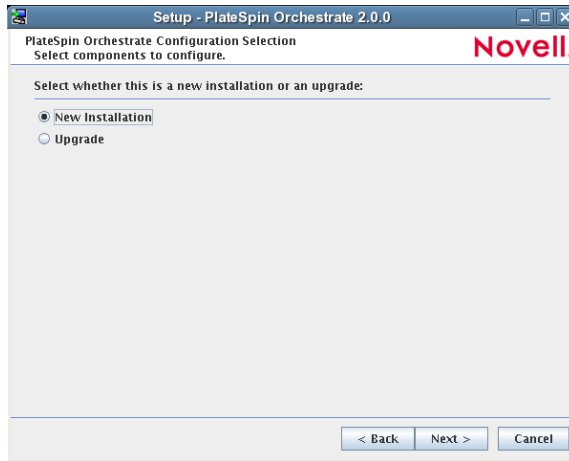 Setup - PlateSpin Orchestrate 2.0.0
PlateSpin Orchestrate Configuration Selection
Select components to configure.
Novell.
Select whether this is a new installation or an upgrade:
New Installation
Upgrade
< Back Next > Cancel